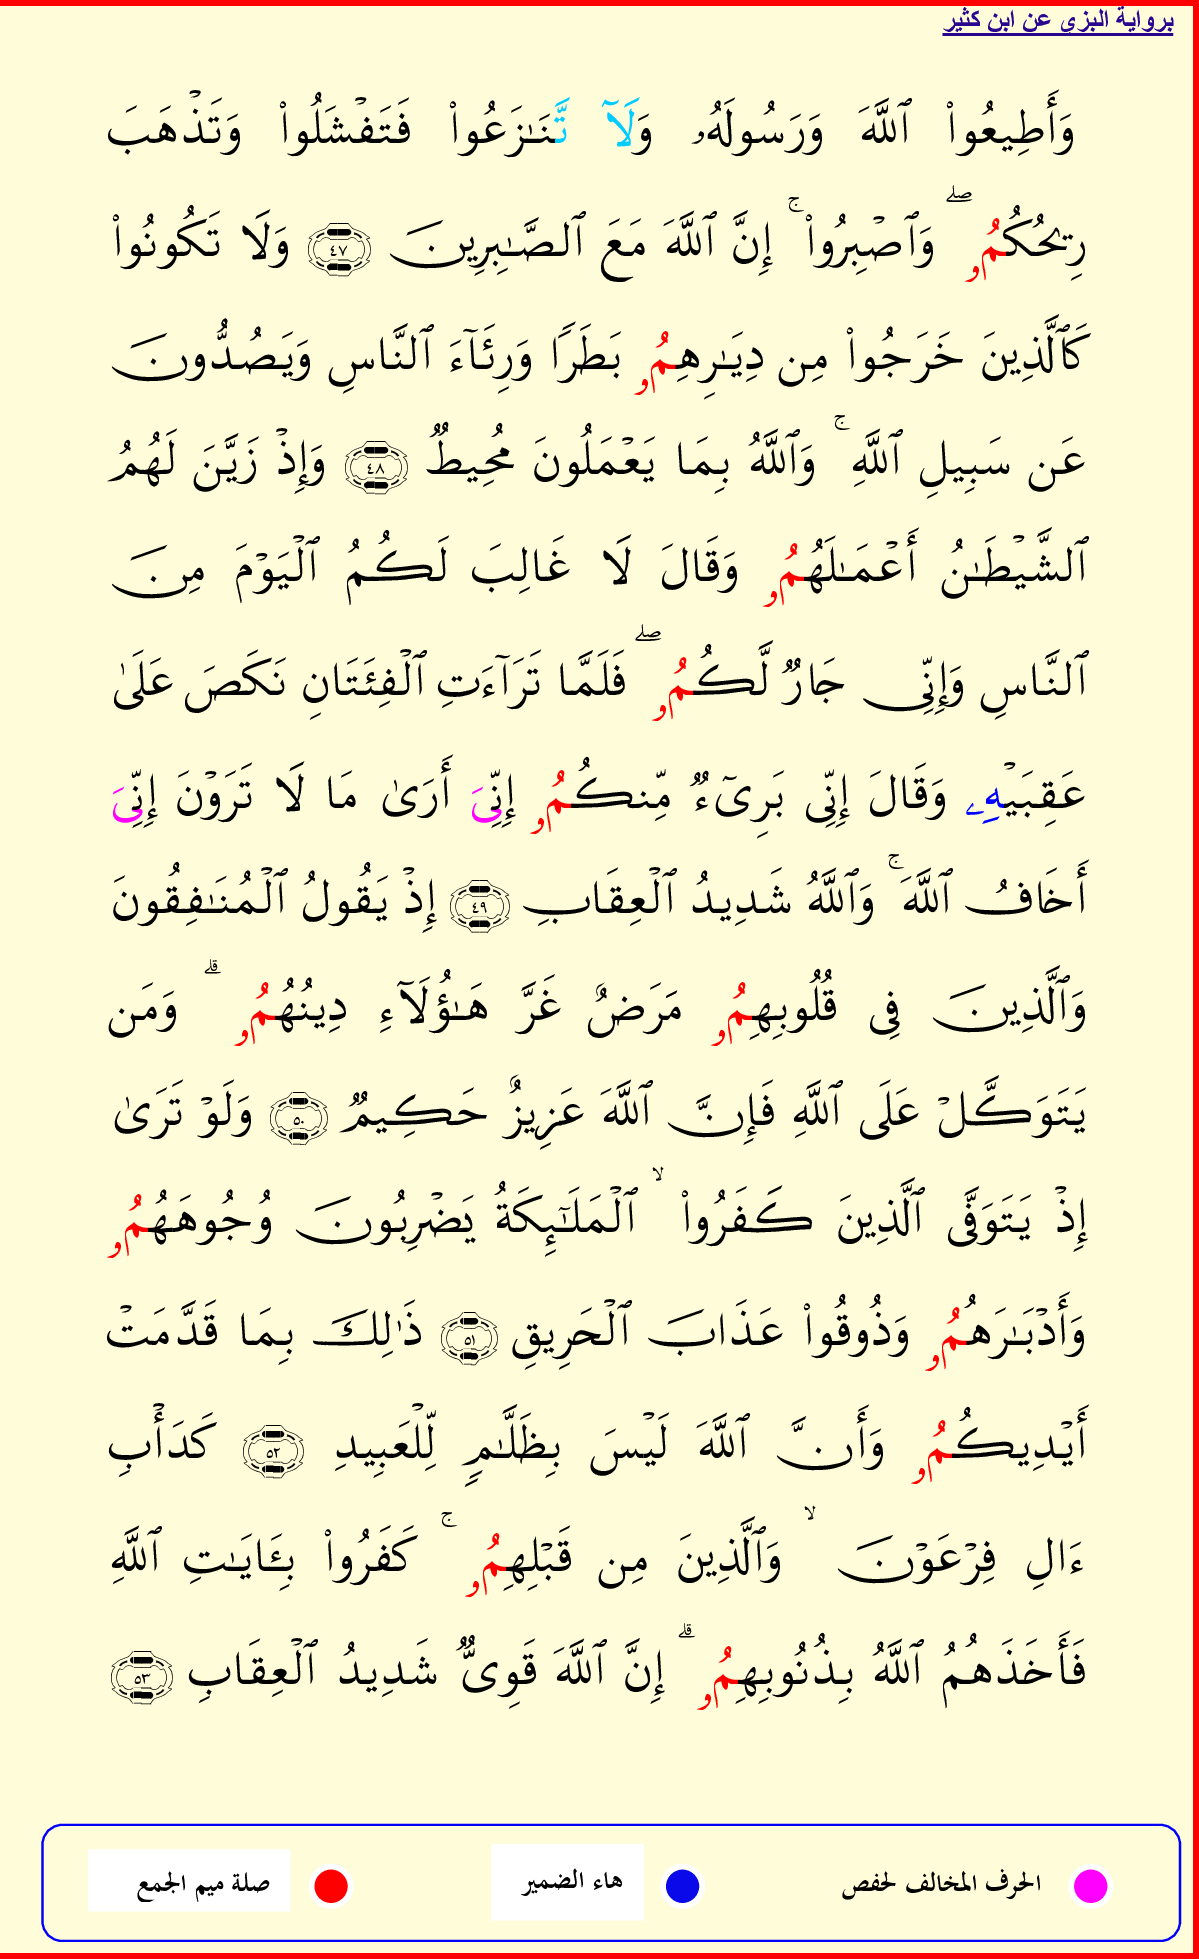 برواية البزي عن ابن كثير
وَأَطِيعُوا۟ ٱللَّهَ وَرَسُولَهُۥ وَلَآ تَّنَـٰزَعُوا۟ فَتَفْشَلُوا۟ وَتَذْهَبَ
رِيحُكُمُۥ ۖ وَٱصْبِرُوٓا۟ ۚ إِنَّ ٱللَّهَ مَعَ ٱلصَّـٰبِرِينَ ٤٧ وَلَا تَكُونُوا۟
كَٱلَّذِينَ خَرَجُوا۟ مِن دِيَـٰرِهِمُۥ بَطَرًا وَرِئَآءَ ٱلنَّاسِ وَيَصُدُّونَ
عَن سَبِيلِ ٱللَّهِ ۚ وَٱللَّهُ بِمَا يَعْمَلُونَ مُحِيطٌ ٤٨ وَإِذْ زَيَّنَ لَهُمُ
ٱلشَّيْطَـٰنُ أَعْمَـٰلَهُمُۥ وَقَالَ لَا غَالِبَ لَكُمُ ٱلْيَوْمَ مِنَ
ٱلنَّاسِ وَإِنِّى جَارٌ لَّكُمُۥ ۖ فَلَمَّا تَرَآءَتِ ٱلْفِئَتَانِ نَكَصَ عَلَىٰ
عَقِبَيْهِۦ وَقَالَ إِنِّى بَرِىٓءٌ مِّنكُمُۥ إِنِّىَ أَرَىٰ مَا لَا تَرَوْنَ إِنِّىَ
أَخَافُ ٱللَّهَ ۚ وَٱللَّهُ شَدِيدُ ٱلْعِقَابِ ٤٩ إِذْ يَقُولُ ٱلْمُنَـٰفِقُونَ
وَٱلَّذِينَ فِى قُلُوبِهِمُۥ مَرَضٌ غَرَّ هَـٰٓؤُلَآءِ دِينُهُمُۥ ۗ وَمَن
يَتَوَكَّلْ عَلَى ٱللَّهِ فَإِنَّ ٱللَّهَ عَزِيزٌ حَكِيمٌ ٥٠ وَلَوْ تَرَىٰٓ
إِذْ يَتَوَفَّى ٱلَّذِينَ كَفَرُوا۟ ۙ ٱلْمَلَـٰٓئِكَةُ يَضْرِبُونَ وُجُوهَهُمُۥ
وَأَدْبَـٰرَهُمُۥ وَذُوقُوا۟ عَذَابَ ٱلْحَرِيقِ ٥١ ذَٰلِكَ بِمَا قَدَّمَتْ
أَيْدِيكُمُۥ وَأَنَّ ٱللَّهَ لَيْسَ بِظَلَّـٰمٍ لِّلْعَبِيدِ ٥٢ كَدَأْبِ
ءَالِ فِرْعَوْنَ ۙ وَٱلَّذِينَ مِن قَبْلِهِمُۥ ۚ كَفَرُوا۟ بِـَٔايَـٰتِ ٱللَّهِ
فَأَخَذَهُمُ ٱللَّهُ بِذُنُوبِهِمُۥ ۗ إِنَّ ٱللَّهَ قَوِىٌّ شَدِيدُ ٱلْعِقَابِ ٥٣
الحرف المخالف لحفص هاء الضمير صلة ميم الجمع